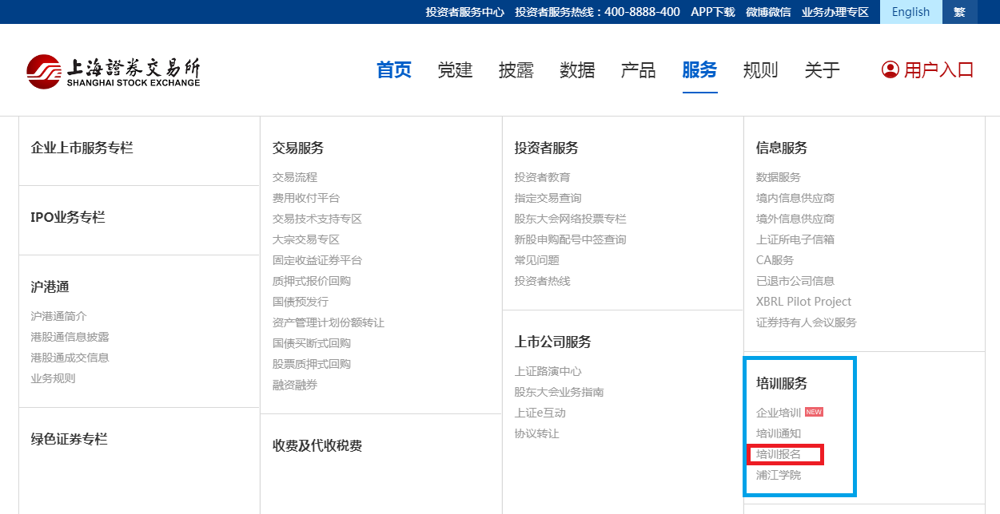 投资者服务中心 投资者服务热线：400-8888-400 APP下载 微博微信 业务办理专区 English 繁
上海證券交易所
SHANGHAI STOCK EXCHANGE
首页 党建 披露 数据 产品 服务 规则 关于 用户入口
企业上市服务专栏
IPO业务专栏
沪港通
沪港通简介
港股通信息披露
港股通成交信息
业务规则
绿色证券专栏
交易服务
交易流程
费用收付平台
交易技术支持专区
大宗交易专区
固定收益证券平台
质押式报价回购
国债预发行
资产管理计划份额转让
国债买断式回购
股票质押式回购
融资融券
收费及代收税费
投资者服务
投资者教育
指定交易查询
股东大会网络投票专栏
新股申购配号中签查询
常见问题
投资者热线
上市公司服务
上证路演中心
股东大会业务指南
上证e互动
协议转让
信息服务
数据服务
境内信息供应商
境外信息供应商
上证所电子信箱
CA服务
已退市公司信息
XBRL Pilot Project
证券持有人会议服务
培训服务
企业培训 NEW
培训通知
培训报名
浦江学院